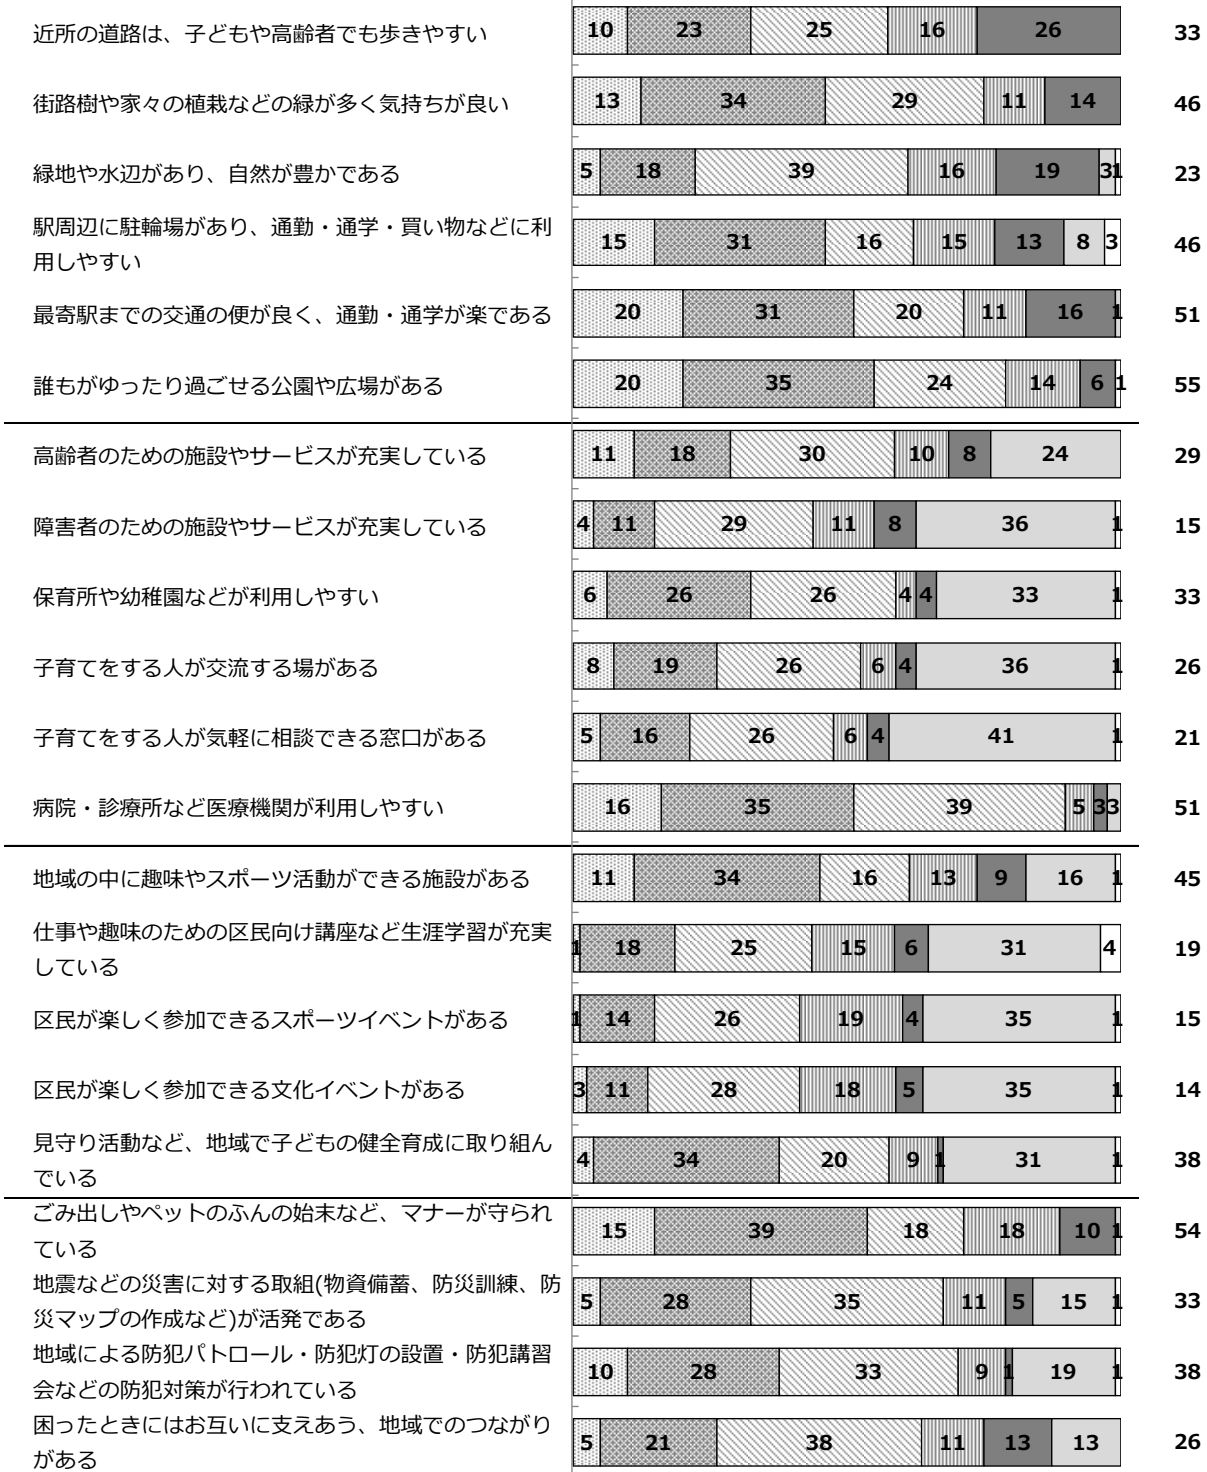 近所の道路は、子どもや高齢者でも歩きやすい 10 23 25 16 26 33
街路樹や家々の植栽などの緑が多く気持ちが良い 13 34 29 11 14 46
緑地や水辺があり、自然が豊かである 5 18 39 16 19 3 1 23
駅周辺に駐輪場があり、通勤・通学・買い物などに利
用しやすい 15 31 16 15 13 8 3 46
最寄駅までの交通の便が良く、通勤・通学が楽である 20 31 20 11 16 1 51
誰もがゆったり過ごせる公園や広場がある 20 35 24 14 6 1 55
高齢者のための施設やサービスが充実している 11 18 30 10 8 24 29
障害者のための施設やサービスが充実している 4 11 29 11 8 36 1 15
保育所や幼稚園などが利用しやすい 6 26 26 4 4 33 1 33
子育てをする人が交流する場がある 8 19 26 6 4 36 1 26
子育てをする人が気軽に相談できる窓口がある 5 16 26 6 4 41 1 21
病院・診療所など医療機関が利用しやすい 16 35 39 5 3 3 51
地域の中に趣味やスポーツ活動ができる施設がある 11 34 16 13 9 16 1 45
仕事や趣味のための区民向け講座など生涯学習が充実
している 1 18 25 15 6 31 4 19
区民が楽しく参加できるスポーツイベントがある 1 14 26 19 4 35 1 15
区民が楽しく参加できる文化イベントがある 3 11 28 18 5 35 1 14
見守り活動など、地域で子どもの健全育成に取り組ん
でいる 4 34 20 9 1 31 1 38
ごみ出しやペットのふんの始末など、マナーが守られ
ている 15 39 18 18 10 1 54
地震などの災害に対する取組(物資備蓄、防災訓練、防
災マップの作成など)が活発である 5 28 35 11 5 15 1 33
地域による防犯パトロール・防犯灯の設置・防犯講習
会などの防犯対策が行われている 10 28 33 9 1 19 1 38
困ったときにはお互いに支えあう、地域でのつながり
がある 5 21 38 11 13 13 26